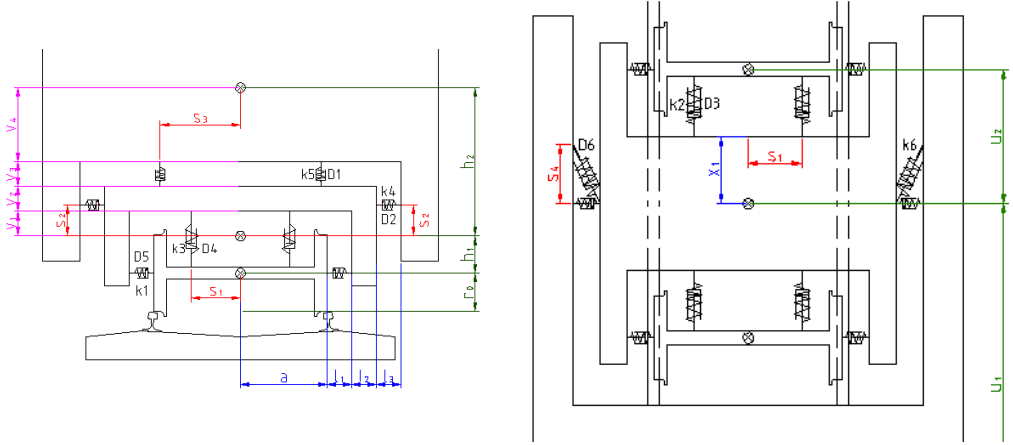 V₄
S₃
h₂
V₃
k5
D1
V₂
k4
S₂
S₂
V₁
D2
k3
D4
h₁
D5
k1
S₁
r₀
a
l₁
l₂
l₃
k2
D3
U₂
D6
k6
S₄
X₁
S₁
U₁